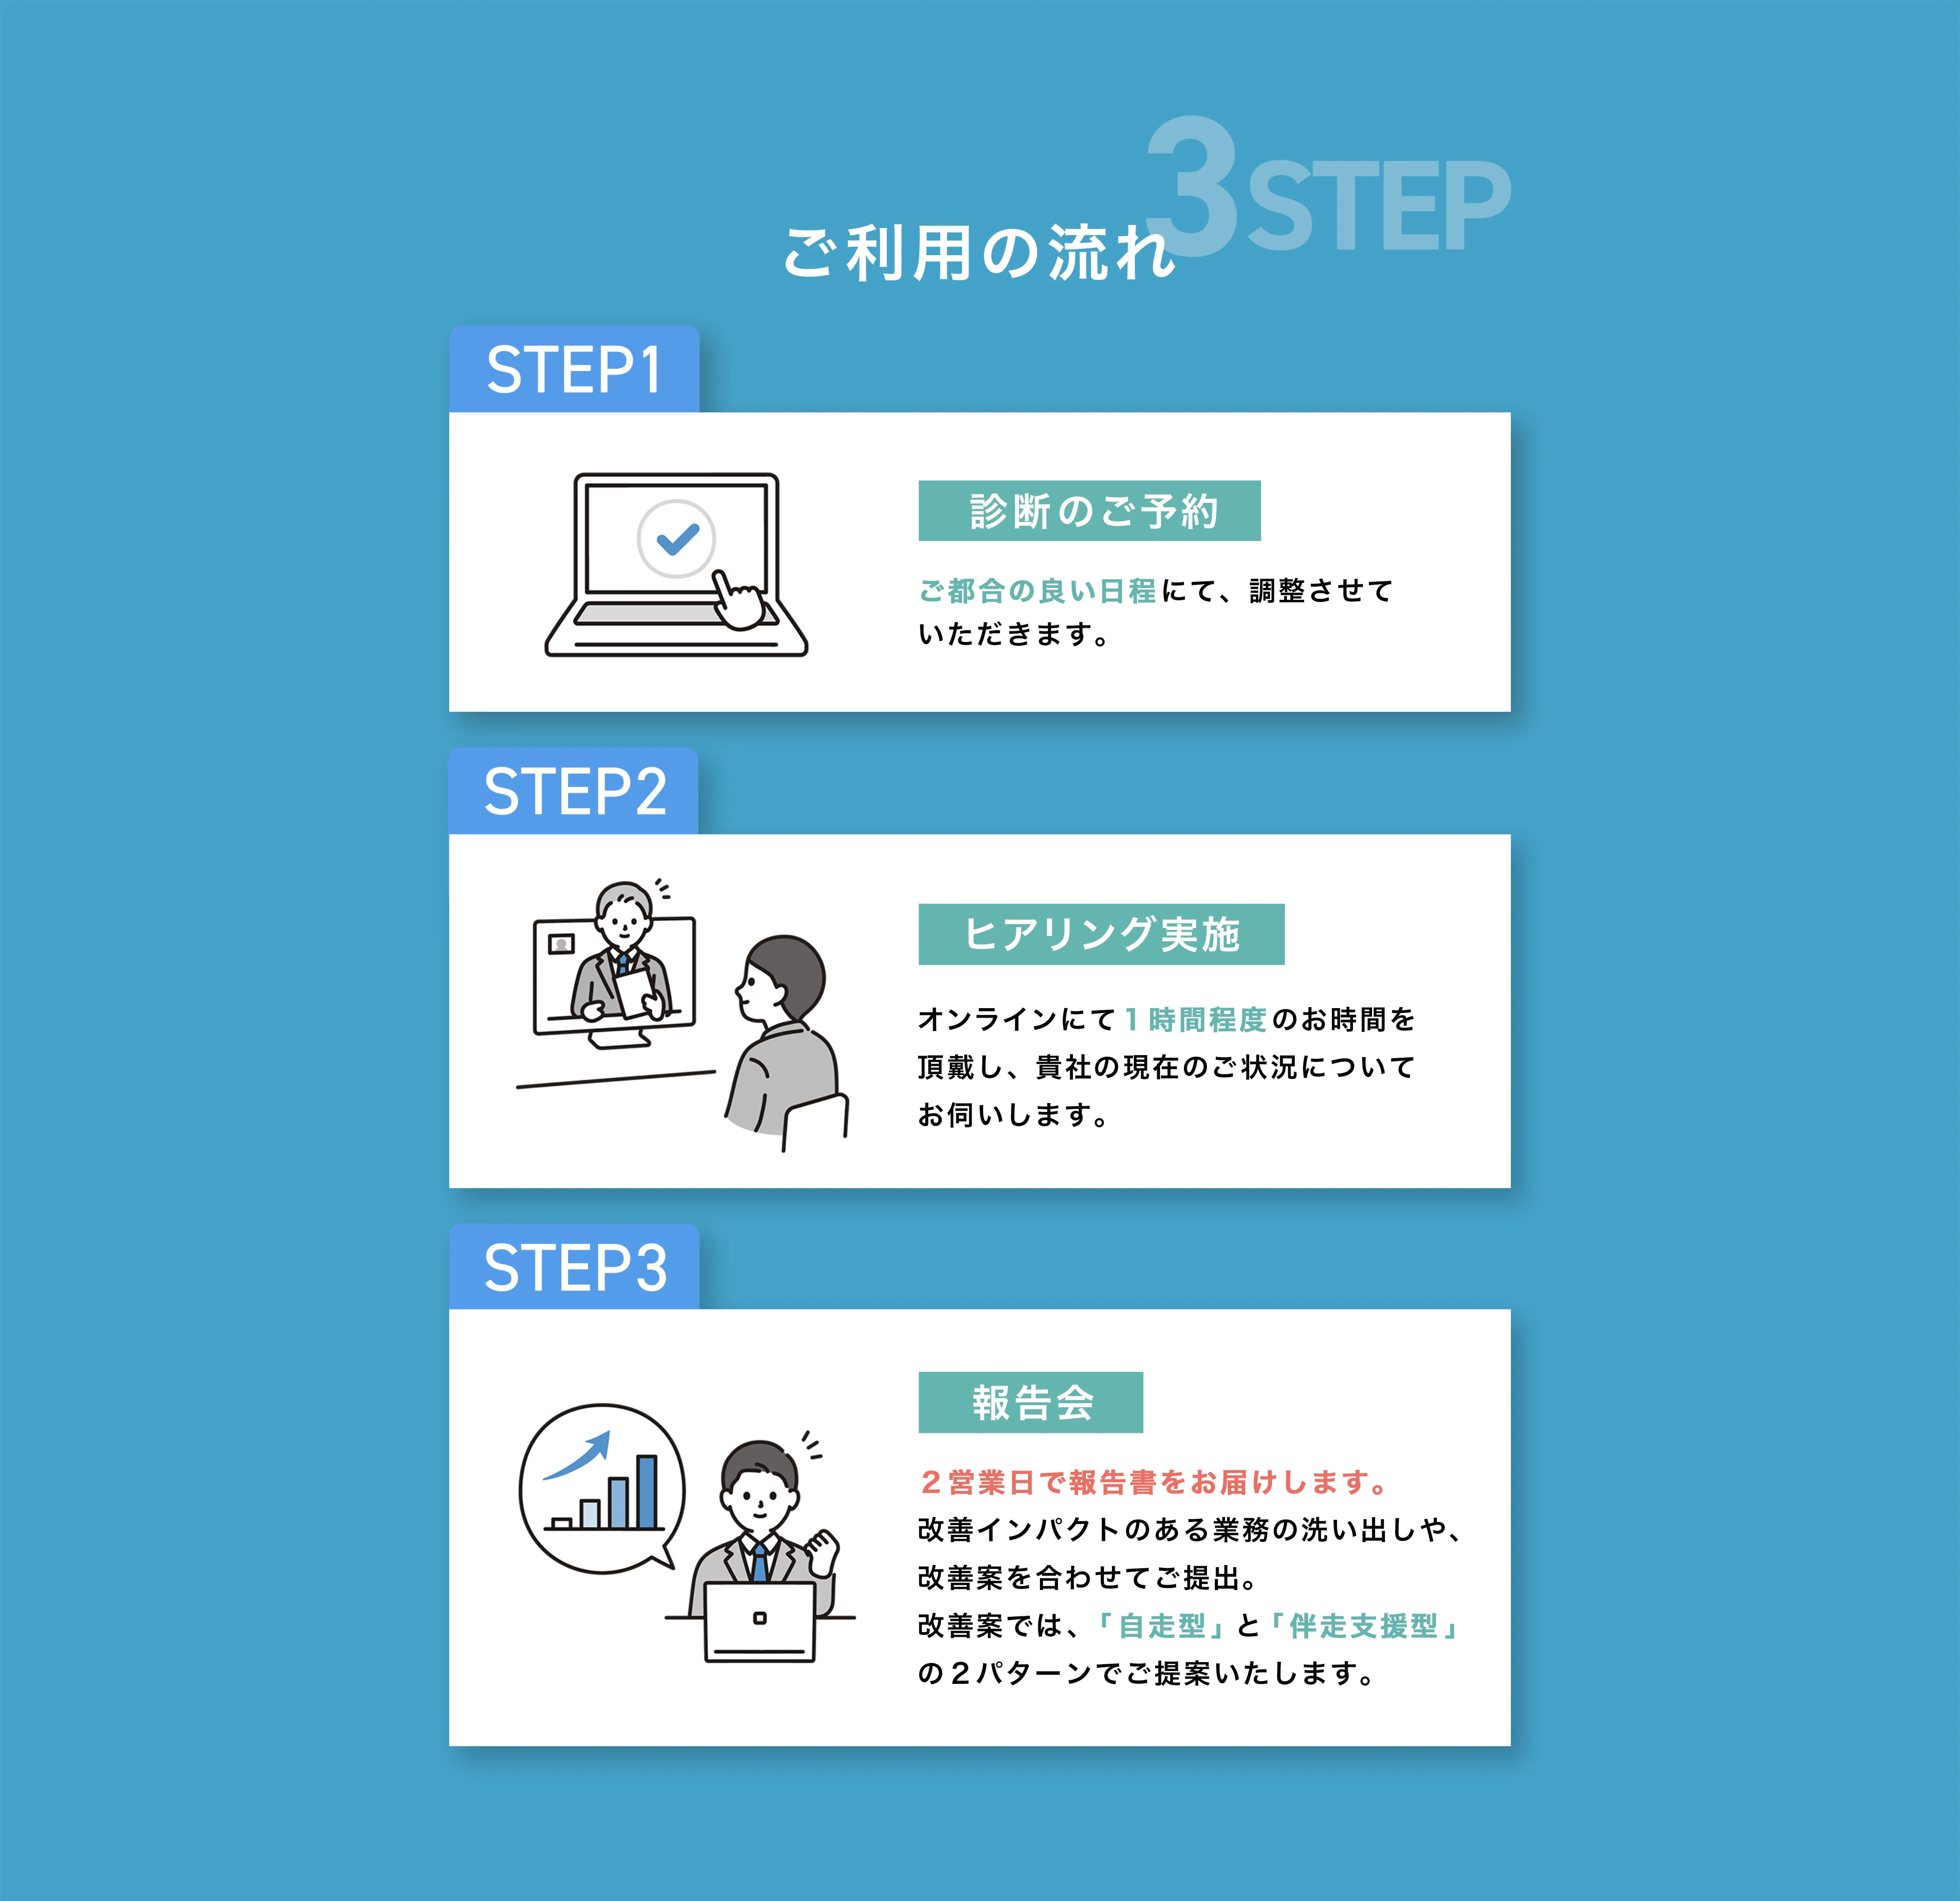 3 STEP
ご利用の流れ
STEP1
診断のご予約
ご都合の良い日程にて、調整させて
いただきます。
STEP2
ヒアリング実施
オンラインにて1時間程度のお時間を
頂戴し、貴社の現在のご状況について
お伺いします。
STEP3
報告会
2営業日で報告書をお届けします。
改善インパクトのある業務の洗い出しや、
改善案を合わせてご提出。
改善案では、「自走型」と「伴走支援型」
の2パターンでご提案いたします。